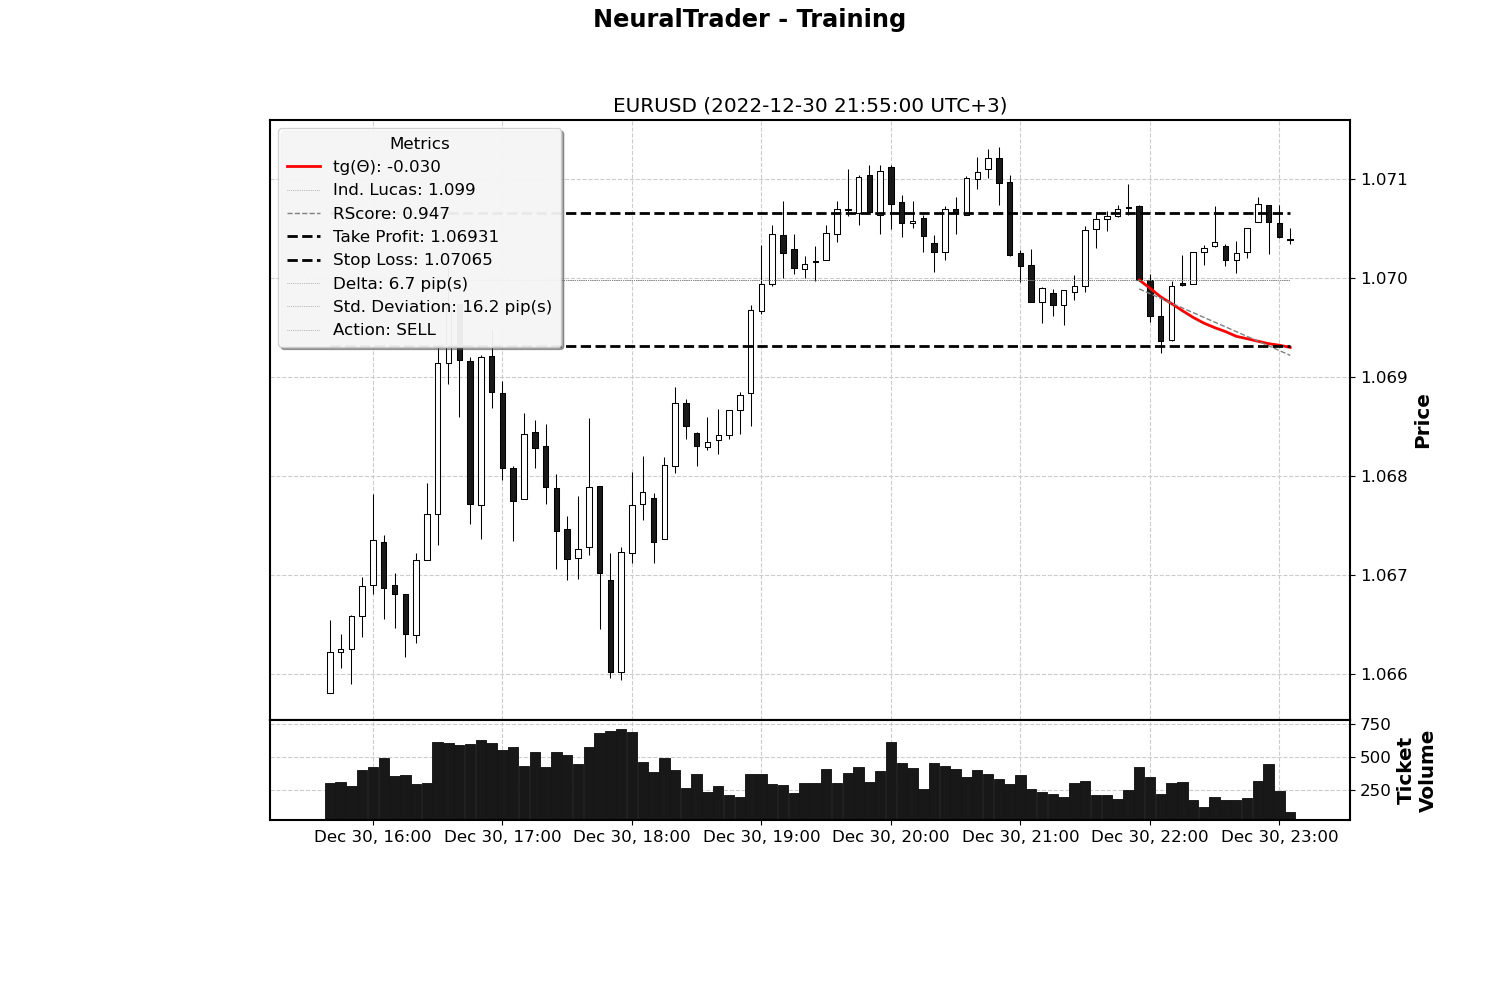 NeuralTrader - Training
EURUSD (2022-12-30 21:55:00 UTC+3)
Metrics
tg(Θ): -0.030
Ind. Lucas: 1.099
RScore: 0.947
Take Profit: 1.06931
Stop Loss: 1.07065
Delta: 6.7 pip(s)
Std. Deviation: 16.2 pip(s)
Action: SELL
1.071
1.070
1.069
1.068
1.067
1.066
Price
750
500
250
Ticket
Volume
Dec 30, 16:00
Dec 30, 17:00
Dec 30, 18:00
Dec 30, 19:00
Dec 30, 20:00
Dec 30, 21:00
Dec 30, 22:00
Dec 30, 23:00